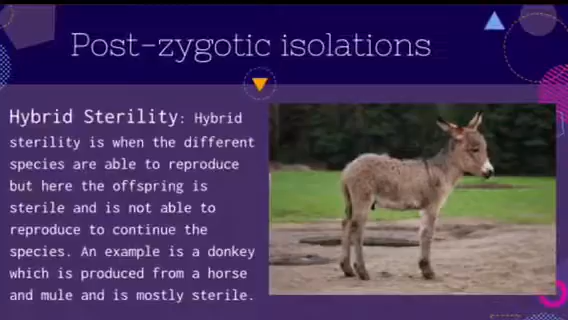 Post-zygotic isolations
Hybrid Sterility: Hybrid
sterility is when the different
species are able to reproduce
but here the offspring is
sterile and is not able to
reproduce to continue the
species. An example is a donkey
which is produced from a horse
and mule and is mostly sterile.